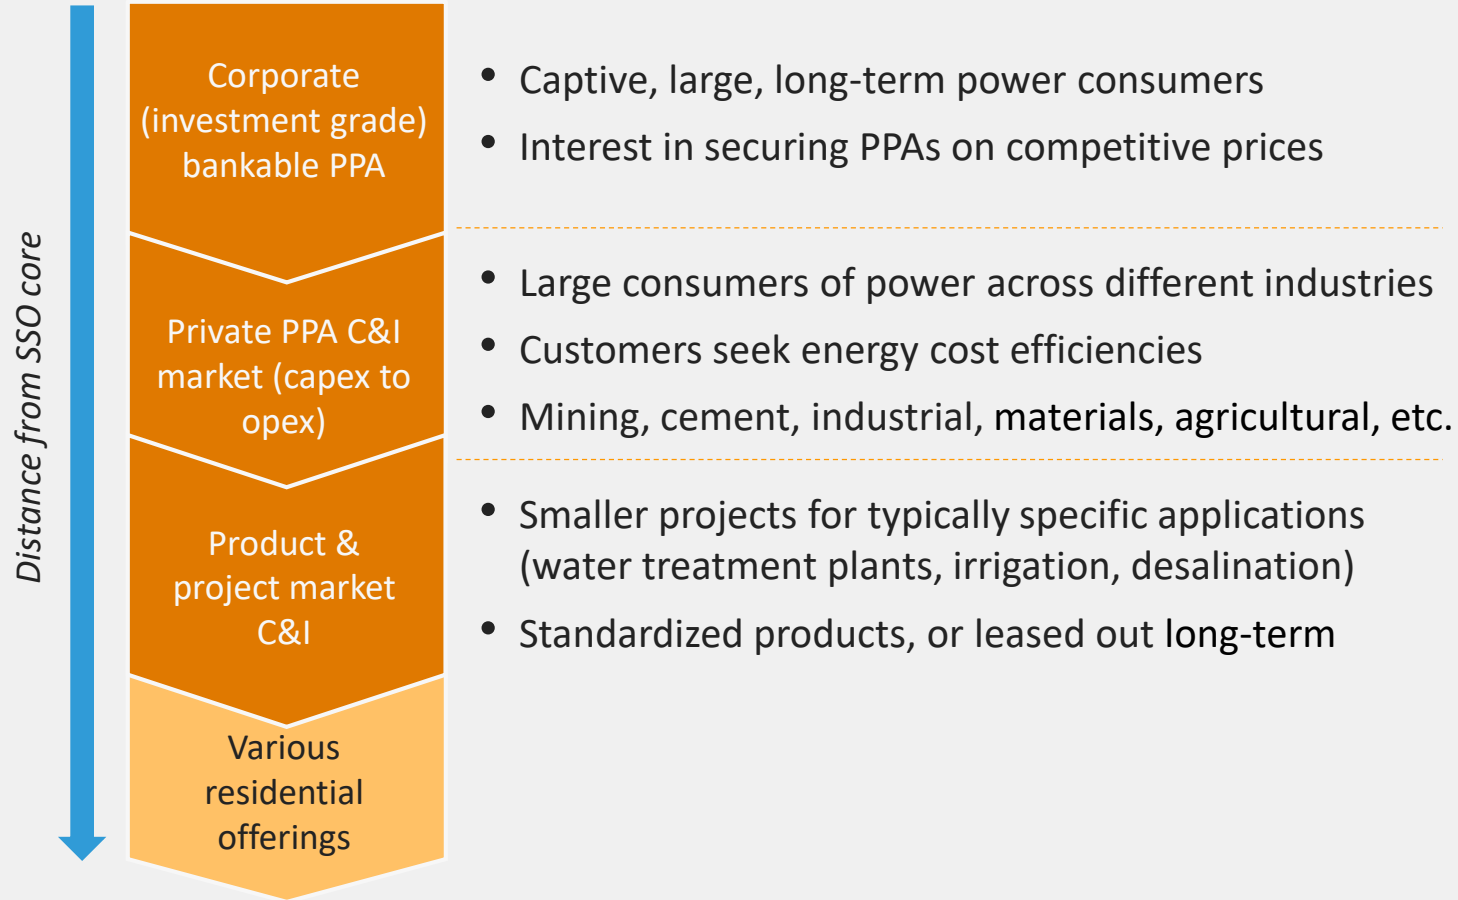 Distance from SSO core
Corporate
(investment grade)
bankable PPA
• Captive, large, long-term power consumers
• Interest in securing PPAs on competitive prices
Private PPA C&I
market (capex to
opex)
• Large consumers of power across different industries
• Customers seek energy cost efficiencies
• Mining, cement, industrial, materials, agricultural, etc.
Product &
project market
C&I
• Smaller projects for typically specific applications
(water treatment plants, irrigation, desalination)
• Standardized products, or leased out long-term
Various
residential
offerings